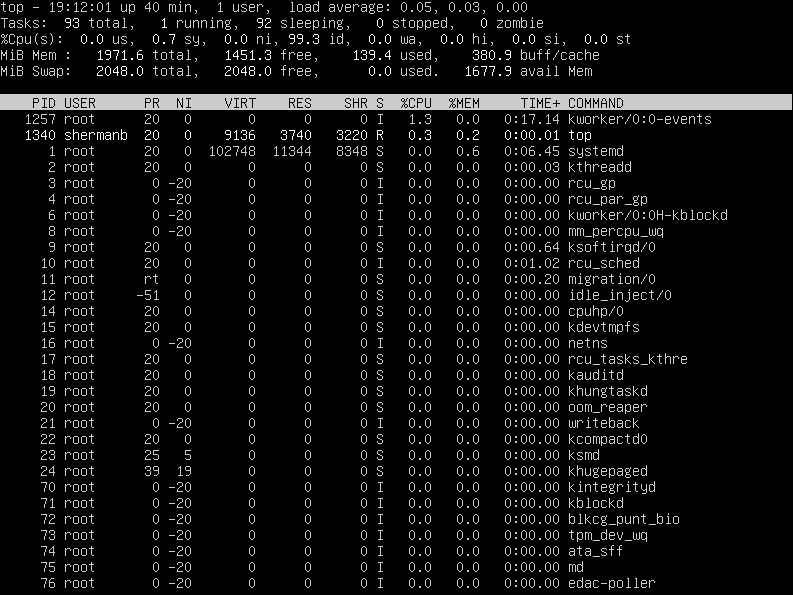 top - 19:12:01 up 40 min,  1 user,  load average: 0.05, 0.03, 0.00
Tasks:  93 total,   1 running,  92 sleeping,   0 stopped,   0 zombie
%Cpu(s):  0.0 us,  0.7 sy,  0.0 ni, 99.3 id,  0.0 wa,  0.0 hi,  0.0 si,  0.0 st
MiB Mem :   1971.6 total,   1451.3 free,    139.4 used,    380.9 buff/cache
MiB Swap:   2048.0 total,   2048.0 free,      0.0 used.   1677.9 avail Mem
PID USER      PR  NI    VIRT    RES    SHR S  %CPU  %MEM     TIME+ COMMAND
1257 root      20   0       0      0      0 I   1.3   0.0   0:17.14 kworker/0:0-events
1340 shermanb  20   0    9136   3740   3220 R   0.3   0.2   0:00.01 top
1 root      20   0  102748  11344   8348 S   0.0   0.6   0:06.45 systemd
2 root      20   0       0      0      0 S   0.0   0.0   0:00.03 kthreadd
3 root       0 -20       0      0      0 I   0.0   0.0   0:00.00 rcu_gp
4 root       0 -20       0      0      0 I   0.0   0.0   0:00.00 rcu_par_gp
6 root       0 -20       0      0      0 I   0.0   0.0   0:00.00 kworker/0:0H-kblockd
8 root       0 -20       0      0      0 I   0.0   0.0   0:00.00 mm_percpu_wq
9 root      20   0       0      0      0 S   0.0   0.0   0:00.64 ksoftirqd/0
10 root      20   0       0      0      0 I   0.0   0.0   0:01.02 rcu_sched
11 root      rt   0       0      0      0 S   0.0   0.0   0:00.20 migration/0
12 root     -51   0       0      0      0 S   0.0   0.0   0:00.00 idle_inject/0
14 root      20   0       0      0      0 S   0.0   0.0   0:00.00 cpuhp/0
15 root      20   0       0      0      0 S   0.0   0.0   0:00.00 kdevtmpfs
16 root       0 -20       0      0      0 I   0.0   0.0   0:00.00 netns
17 root      20   0       0      0      0 S   0.0   0.0   0:00.00 rcu_tasks_kthre
18 root      20   0       0      0      0 S   0.0   0.0   0:00.00 kauditd
19 root      20   0       0      0      0 S   0.0   0.0   0:00.00 khungtaskd
20 root      20   0       0      0      0 S   0.0   0.0   0:00.00 oom_reaper
21 root       0 -20       0      0      0 I   0.0   0.0   0:00.00 writeback
22 root      20   0       0      0      0 S   0.0   0.0   0:00.00 kcompactd0
23 root      25   5       0      0      0 S   0.0   0.0   0:00.00 ksmd
24 root      39  19       0      0      0 S   0.0   0.0   0:00.00 khugepaged
70 root       0 -20       0      0      0 I   0.0   0.0   0:00.00 kintegrityd
71 root       0 -20       0      0      0 I   0.0   0.0   0:00.00 kblockd
72 root       0 -20       0      0      0 I   0.0   0.0   0:00.00 blkcg_punt_bio
73 root       0 -20       0      0      0 I   0.0   0.0   0:00.00 tpm_dev_wq
74 root       0 -20       0      0      0 I   0.0   0.0   0:00.00 ata_sff
75 root       0 -20       0      0      0 I   0.0   0.0   0:00.00 md
76 root       0 -20       0      0      0 I   0.0   0.0   0:00.00 edac-poller